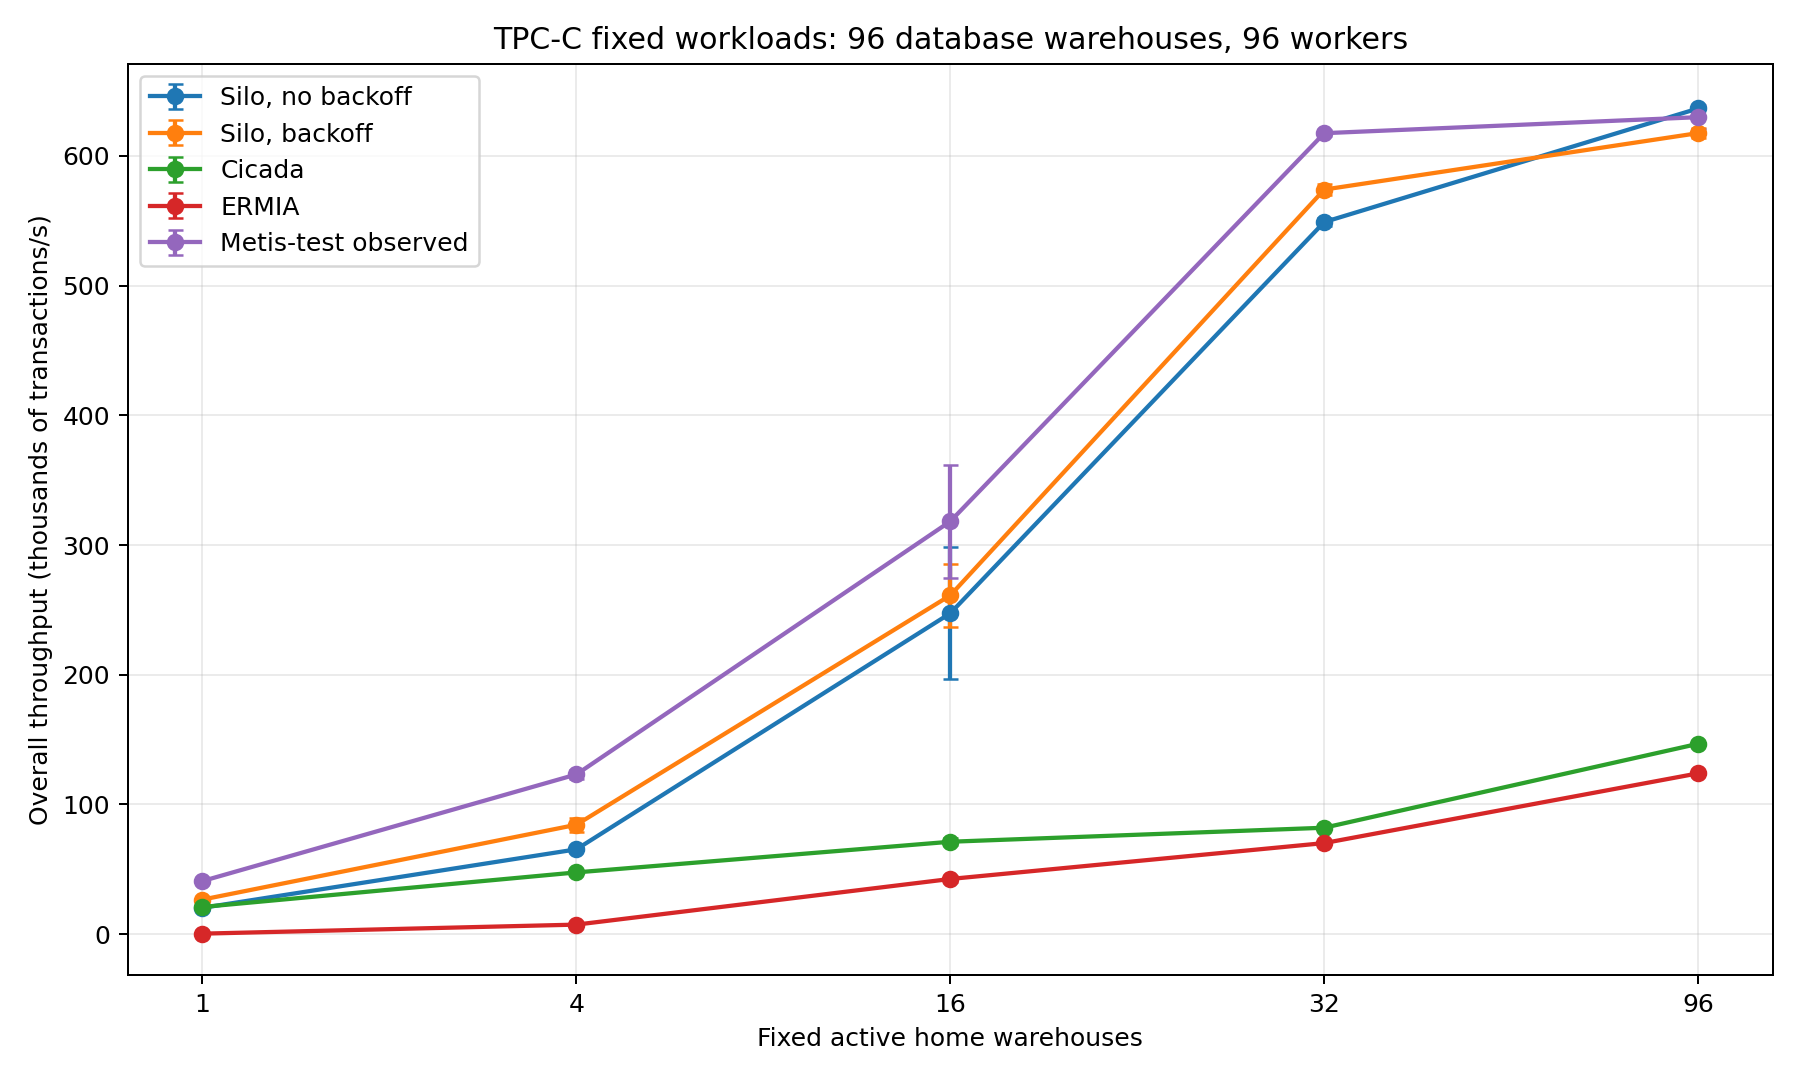 TPC-C fixed workloads: 96 database warehouses, 96 workers
Silo, no backoff
Silo, backoff
Cicada
ERMIA
Metis-test observed
Overall throughput (thousands of transactions/s)
600
500
400
300
200
100
0
1 4 16 32 96
Fixed active home warehouses